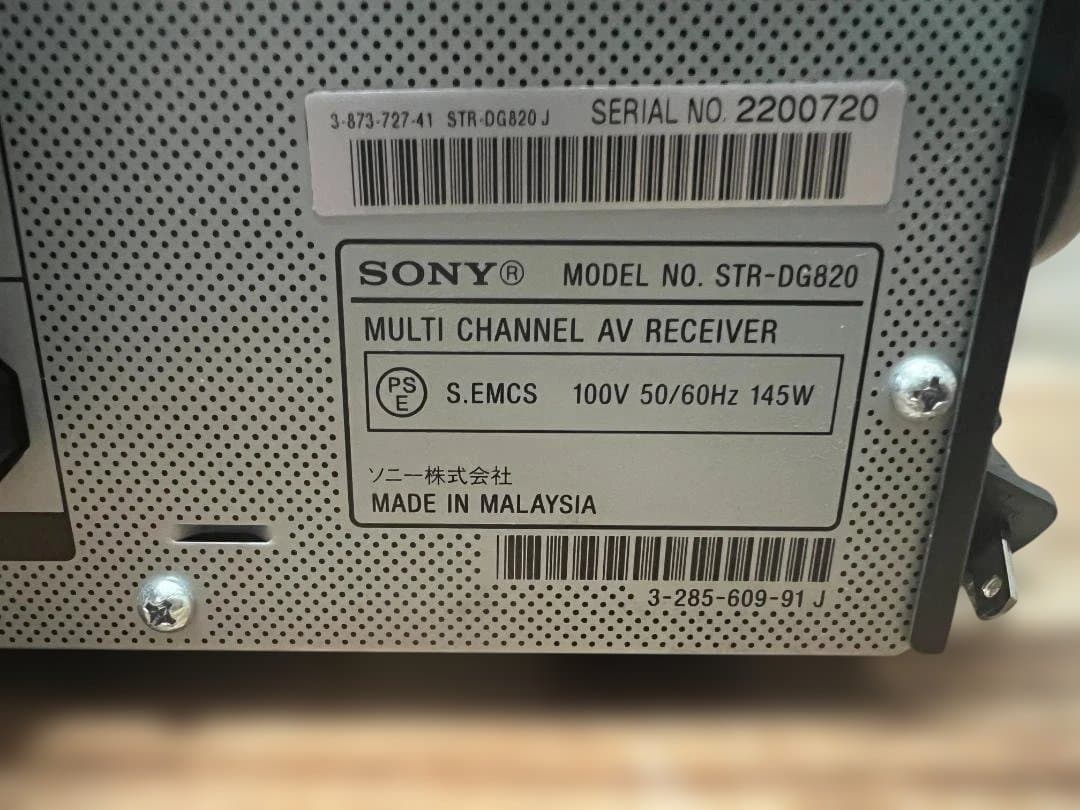 3-873-727-41 STR-DG820 J SERIAL NO. 2200720
SONY® MODEL NO. STR-DG820
MULTI CHANNEL AV RECEIVER
PS
E
S.EMCS 100V 50/60Hz 145W
ソニー株式会社
MADE IN MALAYSIA
3-285-609-91 J